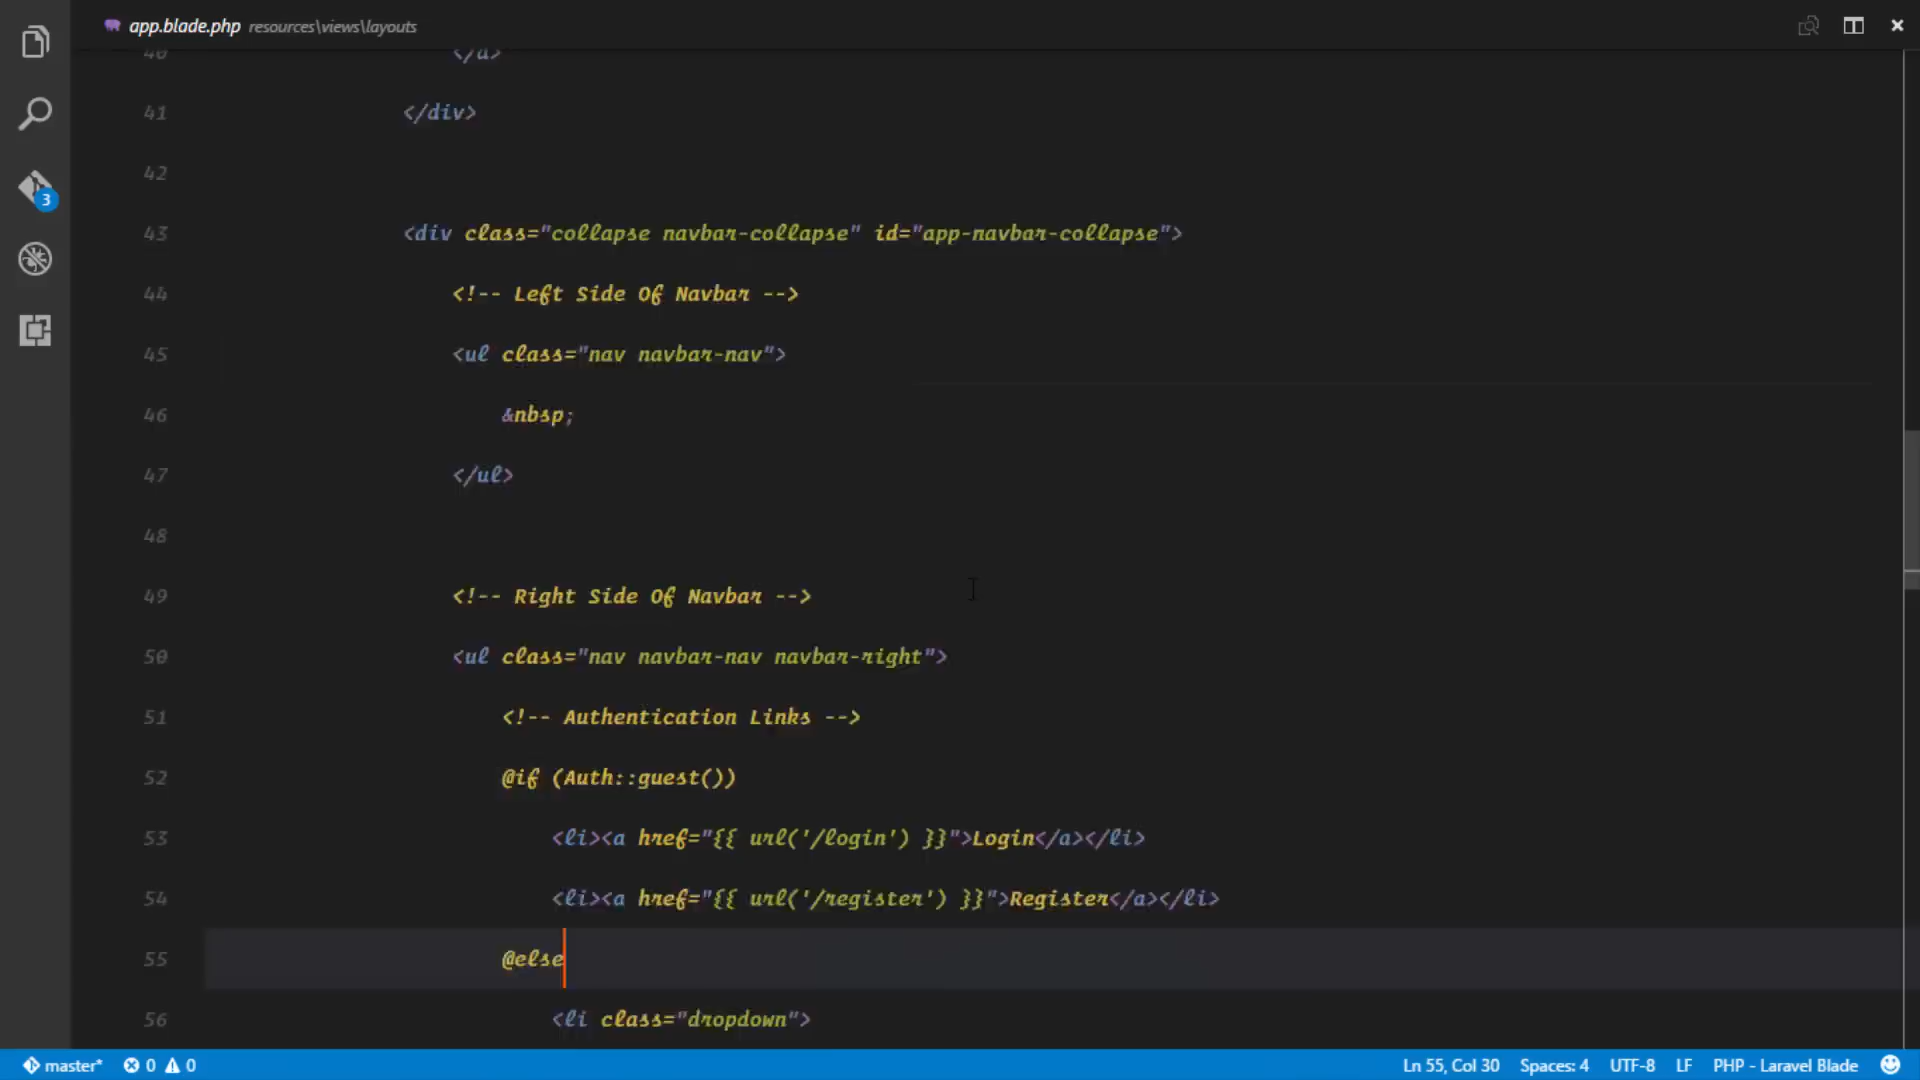 app.blade.php resources\views\layouts
40 </a>
41 </div>
42
43 <div class="collapse navbar-collapse" id="app-navbar-collapse">
44 <!-- Left Side Of Navbar -->
45 <ul class="nav navbar-nav">
46 &nbsp;
47 </ul>
48
49 <!-- Right Side Of Navbar -->
50 <ul class="nav navbar-nav navbar-right">
51 <!-- Authentication Links -->
52 @if (Auth::guest())
53 <li><a href="{{ url('/login') }}">Login</a></li>
54 <li><a href="{{ url('/register') }}">Register</a></li>
55 @else
56 <li class="dropdown">
3
master* 0 0 Ln 55, Col 30 Spaces: 4 UTF-8 LF PHP - Laravel Blade